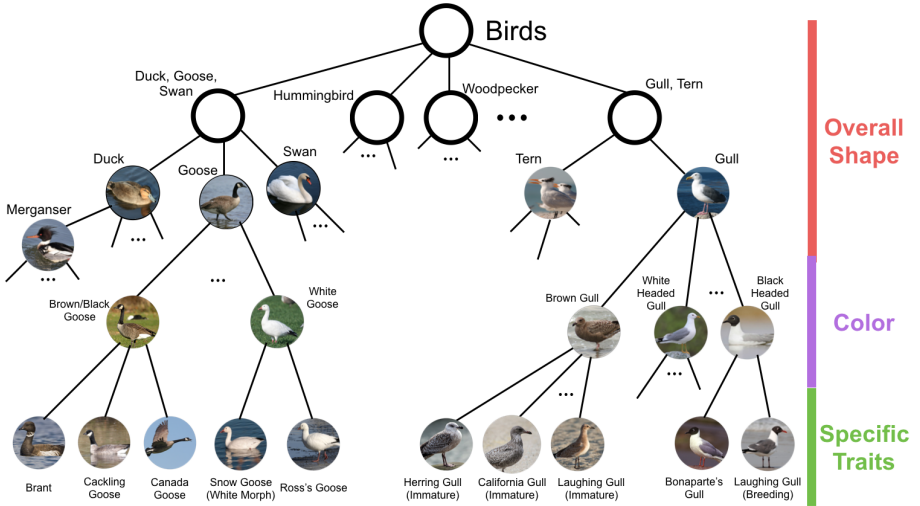 Birds
Duck, Goose,
Swan
Hummingbird
Woodpecker
Gull, Tern
Overall
Shape
Duck
Goose
Swan
Tern
Gull
Merganser
Brown/Black
Goose
White
Goose
Brown Gull
White
Headed
Gull
Black
Headed
Gull
Color
Brant
Cackling
Goose
Canada
Goose
Snow Goose
(White Morph)
Ross's Goose
Herring Gull
(Immature)
California Gull
(Immature)
Laughing Gull
(Immature)
Bonaparte's
Gull
Laughing Gull
(Breeding)
Specific
Traits